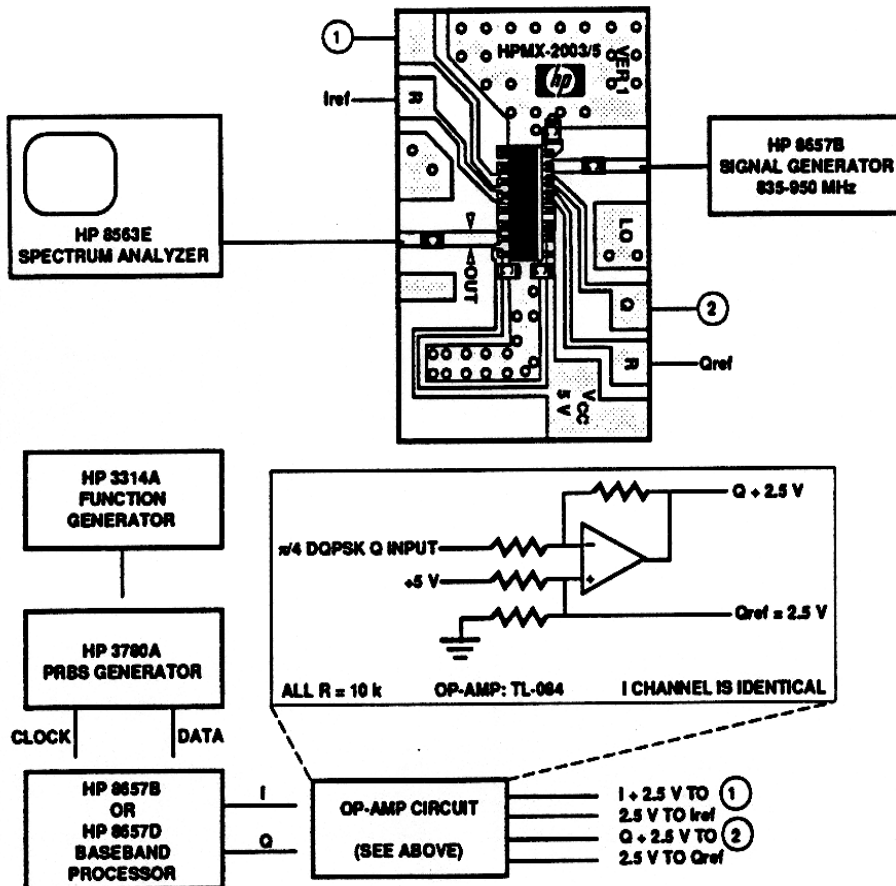 1
HPMX-2003/5
VER 1
hp
Iref
R
HP 8657B
SIGNAL GENERATOR
835-950 MHz
HP 8563E
SPECTRUM ANALYZER
LO
OUT
Q
2
R
Qref
VCC
5 V
HP 3314A
FUNCTION
GENERATOR
Q + 2.5 V
π/4 DQPSK Q INPUT
-
+5 V
+
Qref = 2.5 V
HP 3780A
PRBS GENERATOR
ALL R = 10 k
OP-AMP: TL-084
I CHANNEL IS IDENTICAL
CLOCK
DATA
HP 8657B
OR
HP 8657D
BASEBAND
PROCESSOR
I
Q
OP-AMP CIRCUIT
(SEE ABOVE)
I + 2.5 V TO 1
2.5 V TO Iref
Q + 2.5 V TO 2
2.5 V TO Qref